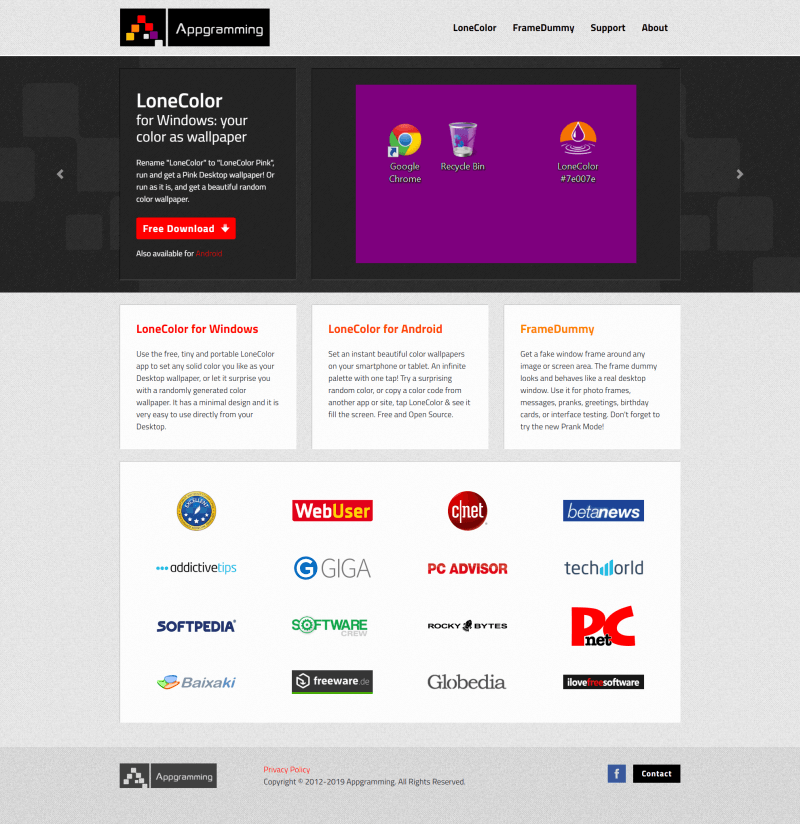 Appgramming
LoneColor FrameDummy Support About
LoneColor
for Windows: your
color as wallpaper
Rename "LoneColor" to "LoneColor Pink",
run and get a Pink Desktop wallpaper! Or
run as it is, and get a beautiful random
color wallpaper.
Free Download
Also available for Android
Google
Chrome
Recycle Bin
LoneColor
#7e007e
LoneColor for Windows
Use the free, tiny and portable LoneColor
app to set any solid color you like as your
Desktop wallpaper, or let it surprise you
with a randomly generated color
wallpaper. It has a minimal design and it is
very easy to use directly from your
Desktop.
LoneColor for Android
Set an instant beautiful color wallpapers
on your smartphone or tablet. An infinite
palette with one tap! Try a surprising
random color, or copy a color code from
another app or site, tap LoneColor & see it
fill the screen. Free and Open Source.
FrameDummy
Get a fake window frame around any
image or screen area. The frame dummy
looks and behaves like a real desktop
window. Use it for photo frames,
messages, pranks, greetings, birthday
cards, or interface testing. Don't forget to
try the new Prank Mode!
EXCELLENT
WebUser
c|net
betanews
addictivetips
G GIGA
PC ADVISOR
techworld
SOFTPEDIA
SOFTWARE
CREW
ROCKY BYTES
PC
net
Baixaki
freeware.de
Globedia
ilovefreesoftware
Appgramming
Privacy Policy
Copyright © 2012-2019 Appgramming. All Rights Reserved.
f
Contact